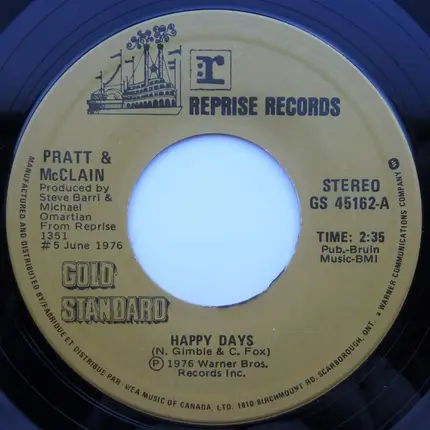 r:
REPRISE RECORDS
PRATT &
McCLAIN
Produced by
Steve Barri &
Michael
Omartian
From Reprise
1351
#5 June 1976
STEREO
GS 45162-A
TIME: 2:35
Pub.-Bruin
Music-BMI
GOLD
STANDARD
HAPPY DAYS
(N. Gimble & C. Fox)
Ⓟ 1976 Warner Bros.
Records Inc.
MANUFACTURED AND DISTRIBUTED BY/FABRIQUE ET DISTRIBUE PAR: WEA MUSIC OF CANADA, LTD. 1810 BIRCHMOUNT RD. SCARBOROUGH, ONT. • A WARNER COMMUNICATIONS COMPANY